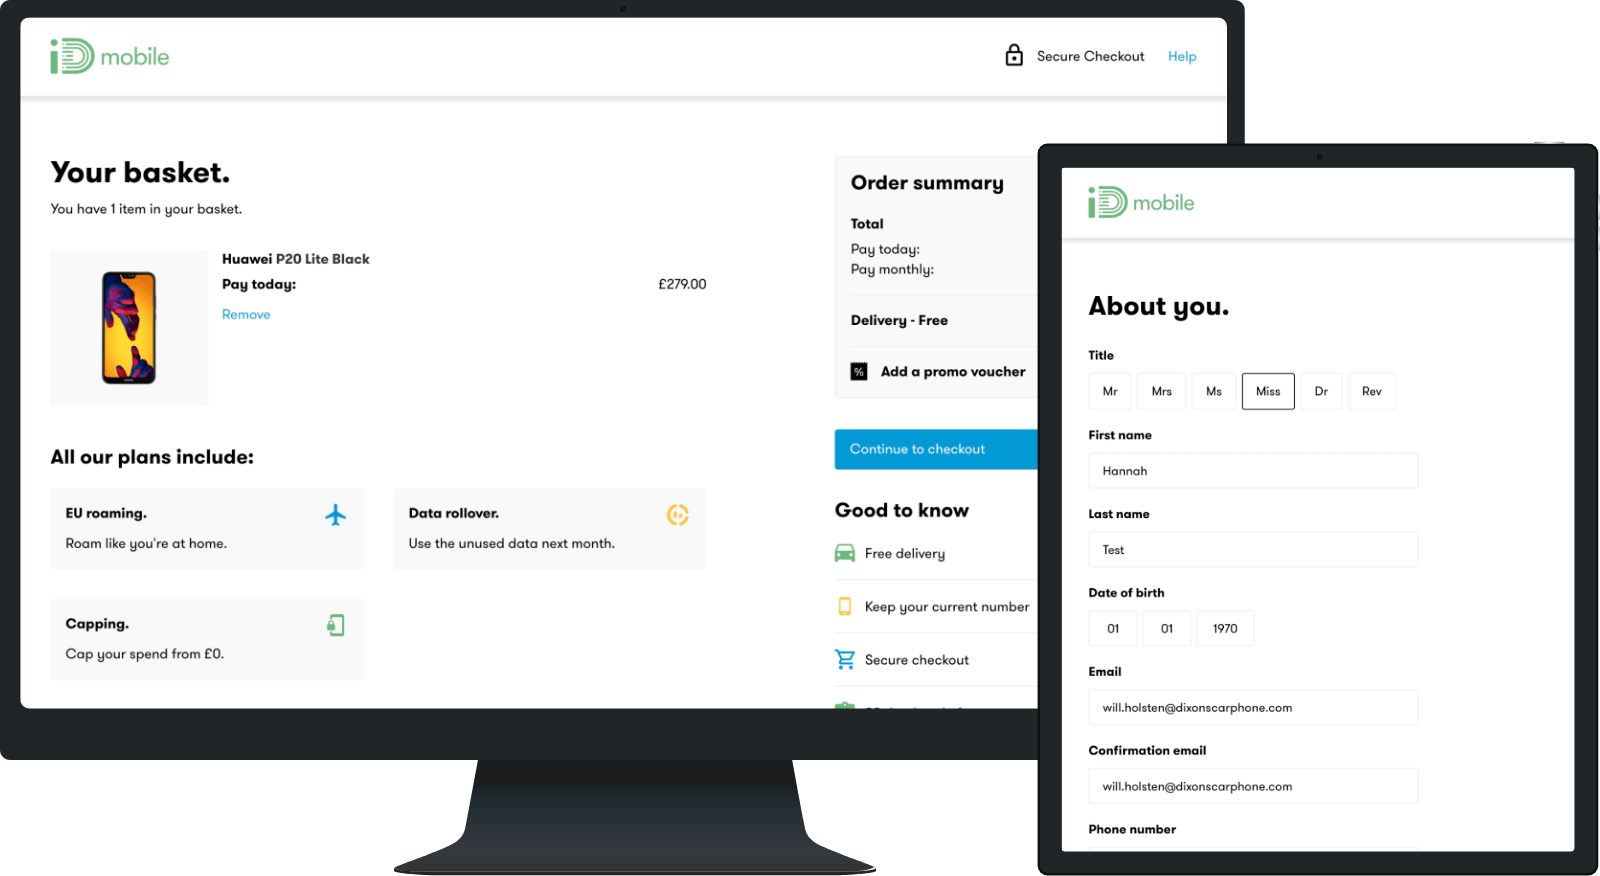 iD mobile
Secure Checkout
Help
Your basket.
You have 1 item in your basket.
Huawei P20 Lite Black
Pay today:
£279.00
Remove
All our plans include:
EU roaming.
Roam like you're at home.
Data rollover.
Use the unused data next month.
Capping.
Cap your spend from £0.
Order summary
Total
Pay today:
Pay monthly:
Delivery - Free
% Add a promo voucher
Continue to checkout
Good to know
Free delivery
Keep your current number
Secure checkout
iD mobile
About you.
Title
Mr Mrs Ms Miss Dr Rev
First name
Hannah
Last name
Test
Date of birth
01 01 1970
Email
will.holsten@dixonscarphone.com
Confirmation email
will.holsten@dixonscarphone.com
Phone number